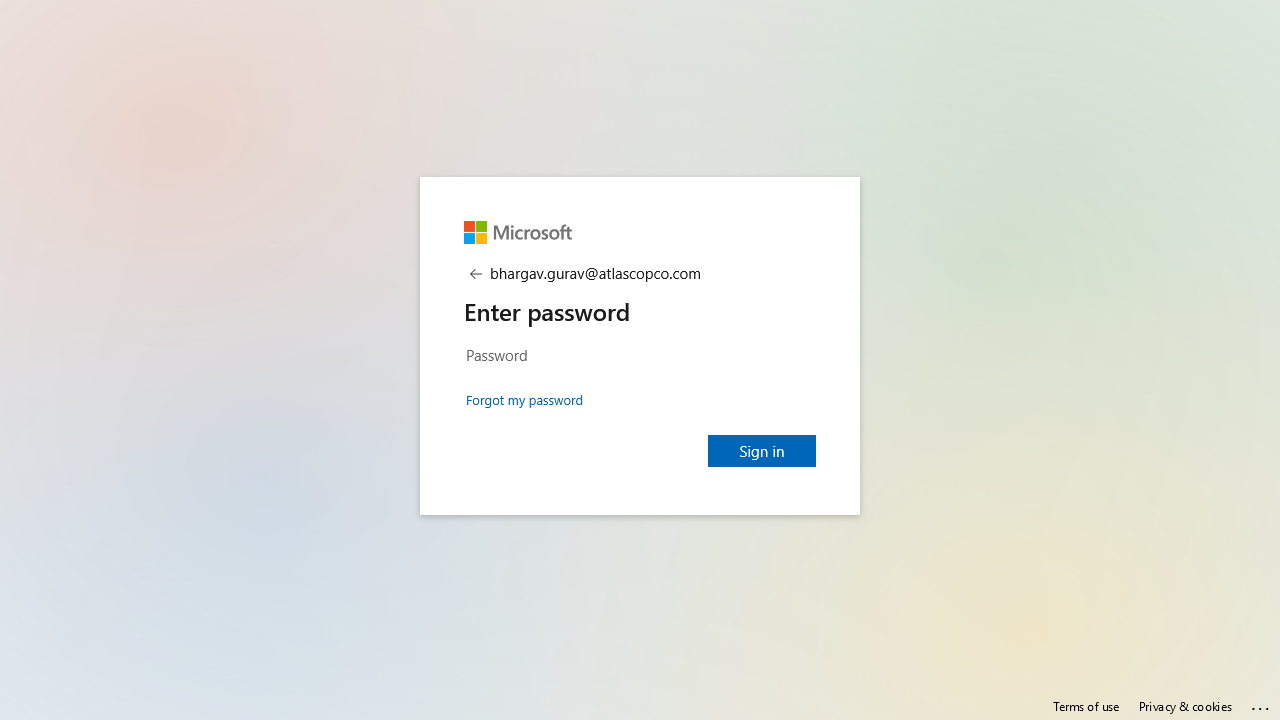 Microsoft
bhargav.gurav@atlascopco.com
Enter password
Password
Forgot my password
Sign in
Terms of use Privacy & cookies ...